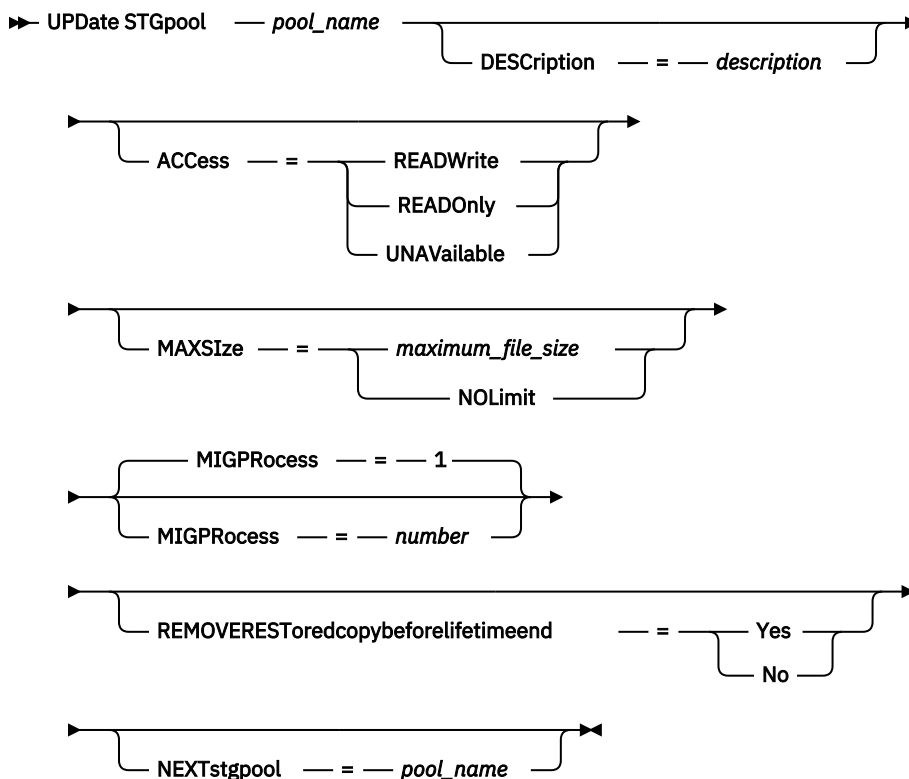 UPDate STGpool — pool_name
DESCription — = — description
ACCess — = — READWrite
READOnly
UNAVailable
MAXSIze — = — maximum_file_size
NOLimit
MIGPRocess — = — 1
MIGPRocess — = — number
REMOVERESToredcopybeforelifetimeend — = — Yes
No
NEXTstgpool — = — pool_name